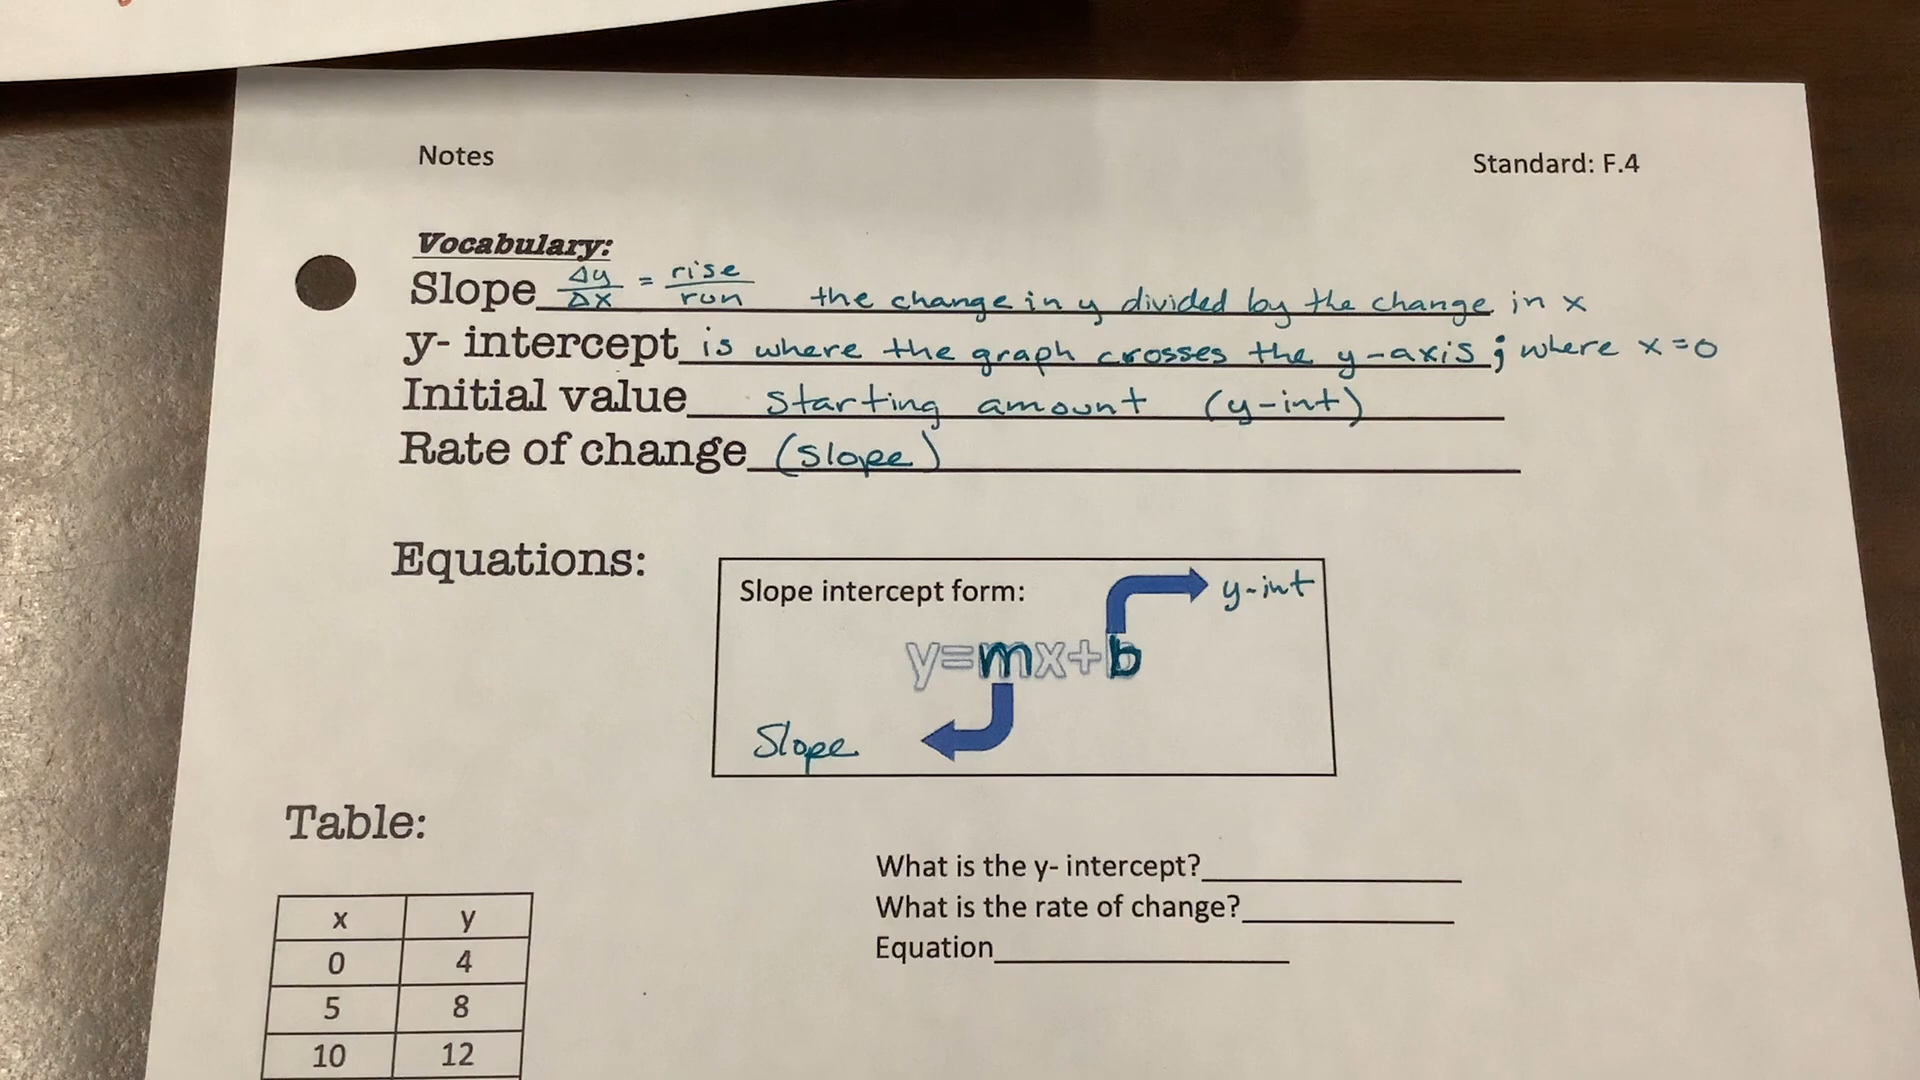 Notes
Standard: F.4
Vocabulary:
Slope Δy/Δx = rise/run the change in y divided by the change in x
y- intercept is where the graph crosses the y-axis; where x=0
Initial value starting amount (y-int)
Rate of change (slope)
Equations:
Slope intercept form:
y-int
y=mx+b
Slope
Table:
What is the y- intercept?
What is the rate of change?
Equation
x y
0 4
5 8
10 12